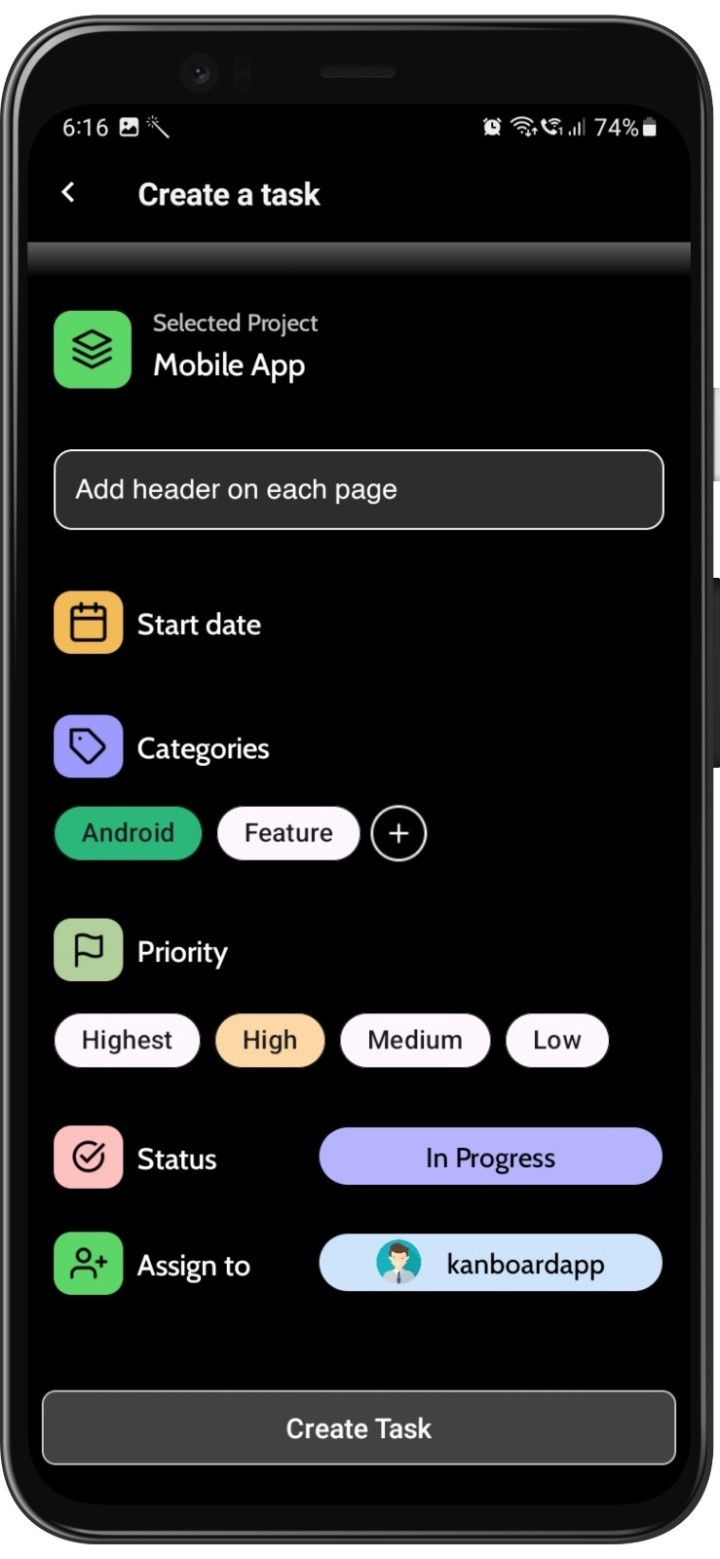 6:16 74%
Create a task
Selected Project
Mobile App
Add header on each page
Start date
Categories
Android Feature +
Priority
Highest High Medium Low
Status In Progress
Assign to kanboardapp
Create Task